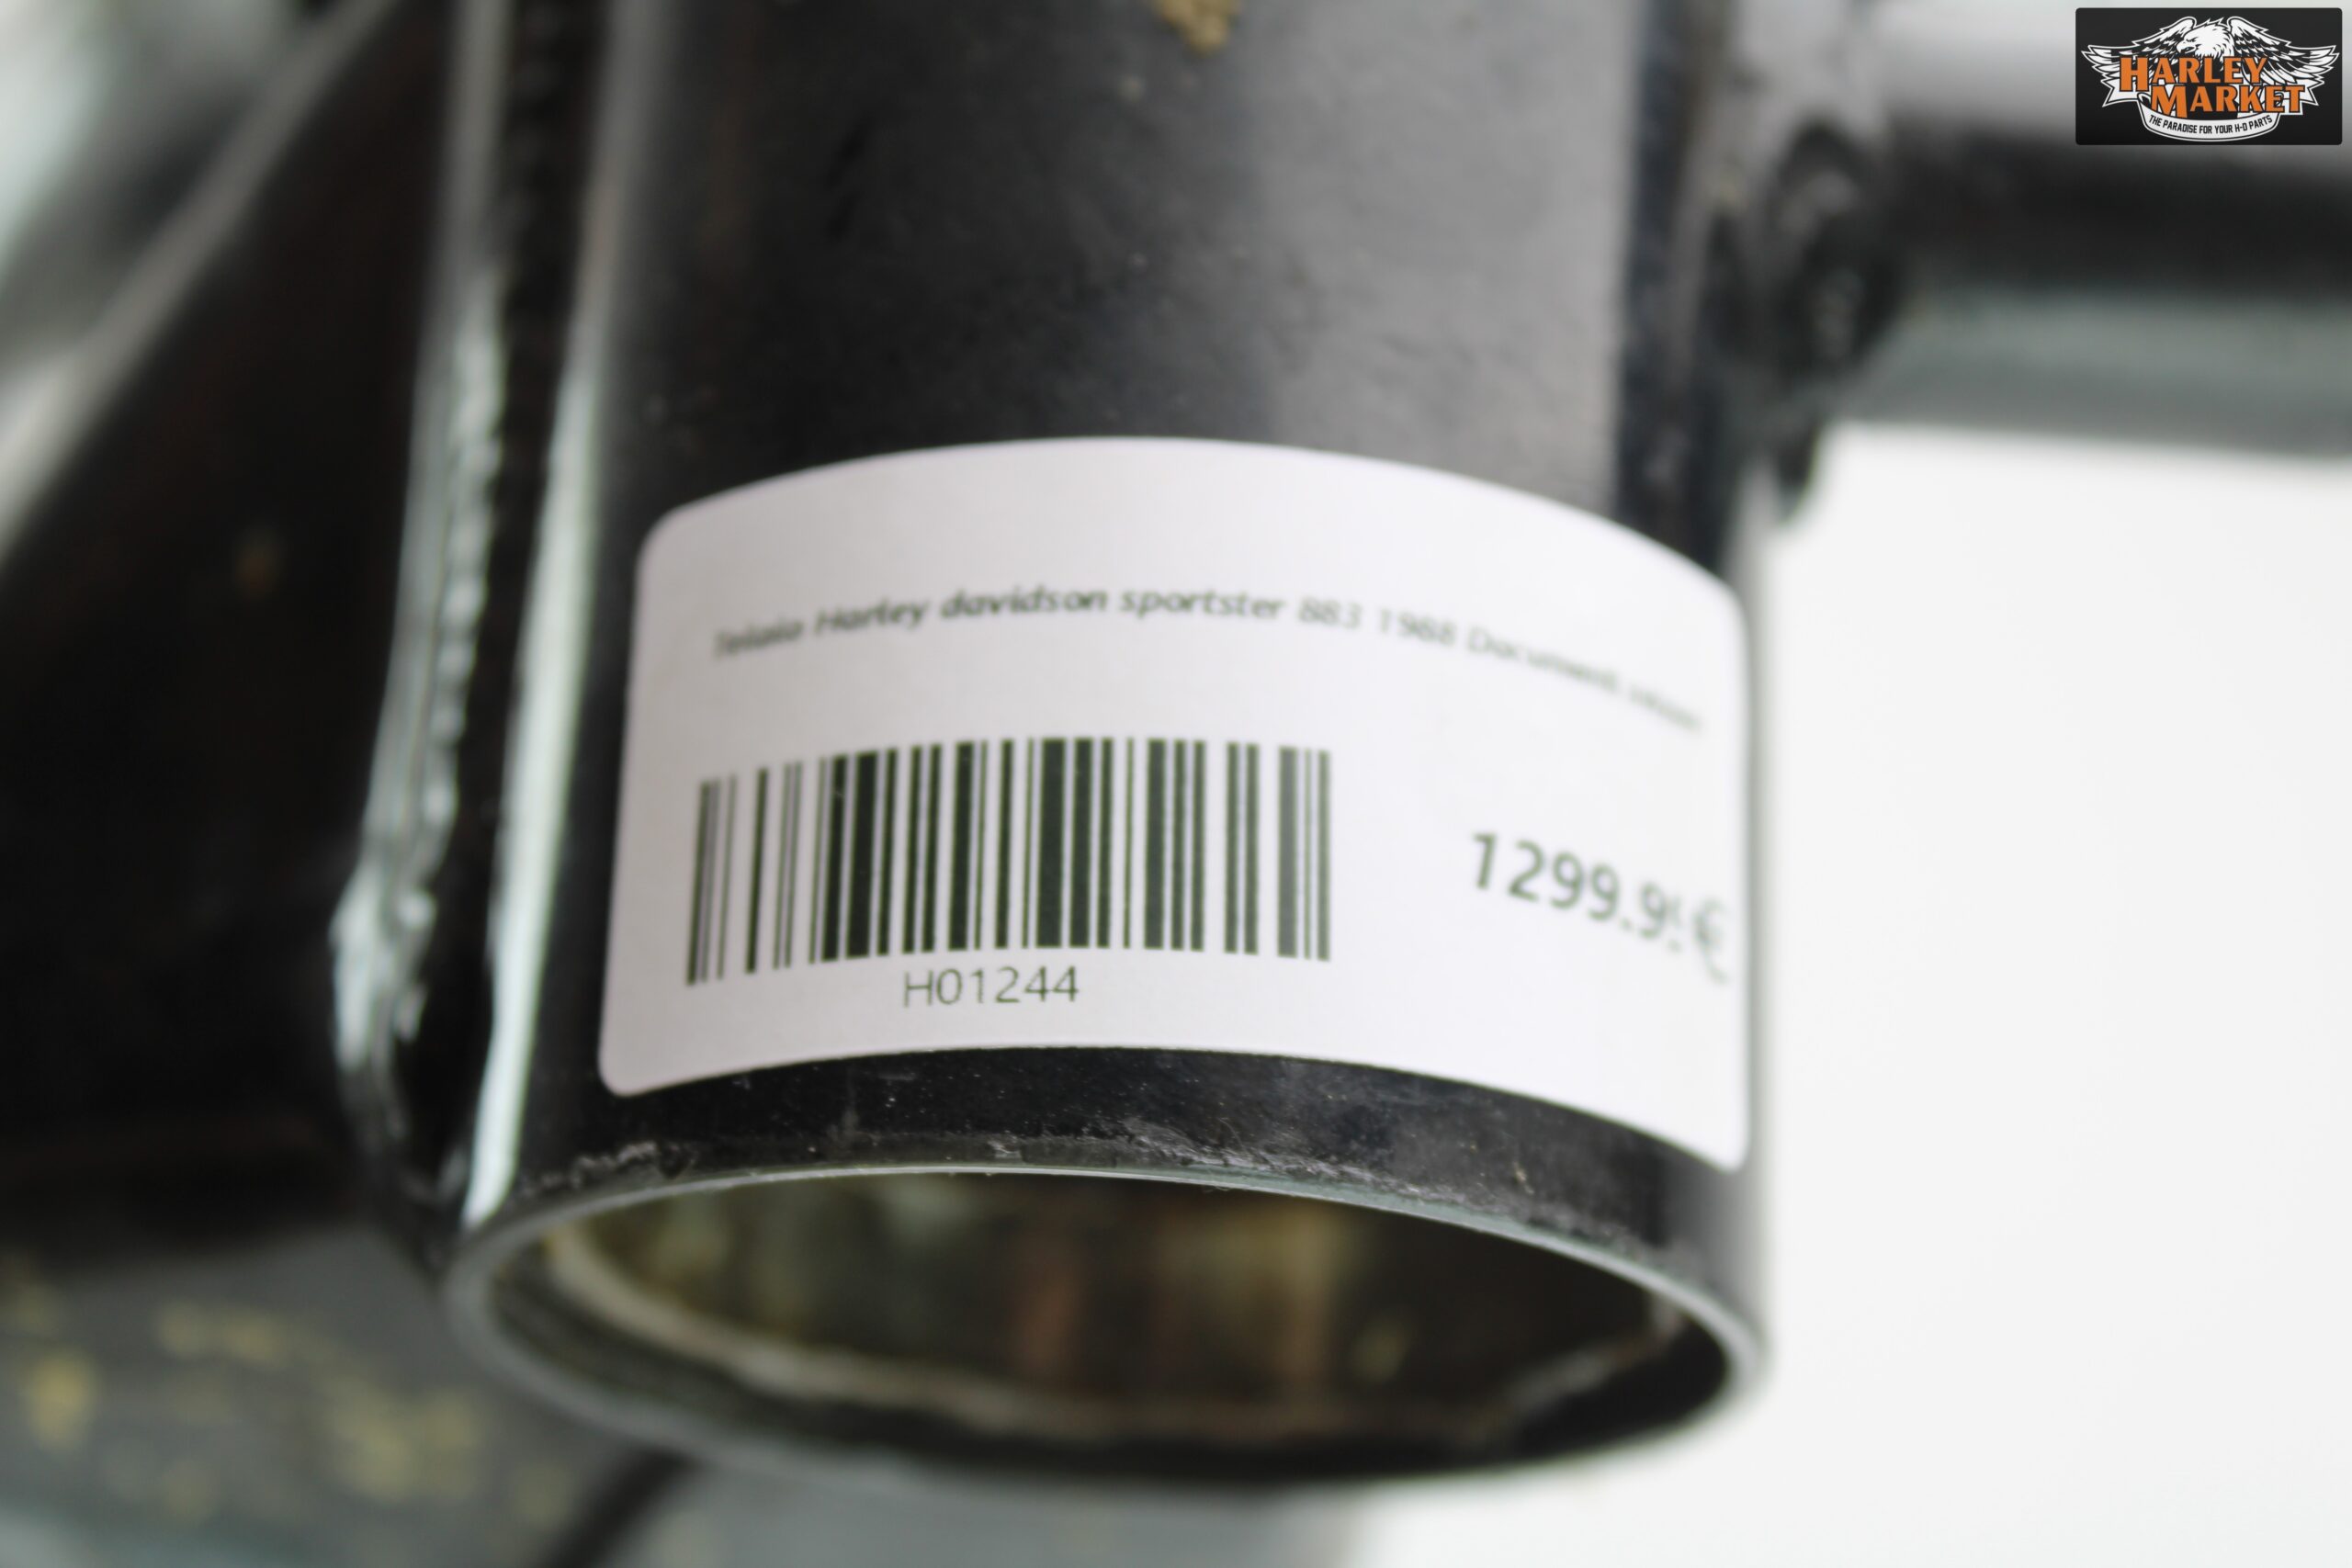 HARLEY
MARKET
THE PARADISE FOR YOUR H-D PARTS
Telaio Harley davidson sportster 883 1988 Documenti
1299.9 €
H01244